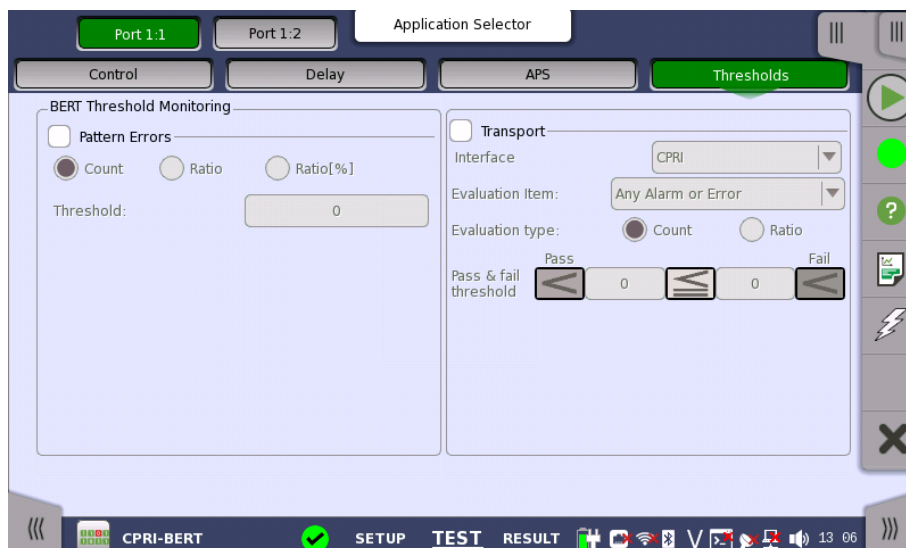 Application Selector
Port 1:1 Port 1:2
Control Delay APS Thresholds
BERT Threshold Monitoring
Pattern Errors
Count Ratio Ratio[%]
Threshold: 0
Transport
Interface CPRI
Evaluation Item: Any Alarm or Error
Evaluation type: Count Ratio
Pass Fail
Pass & fail threshold < 0 ≦ 0 <
CPRI-BERT SETUP TEST RESULT 13 06